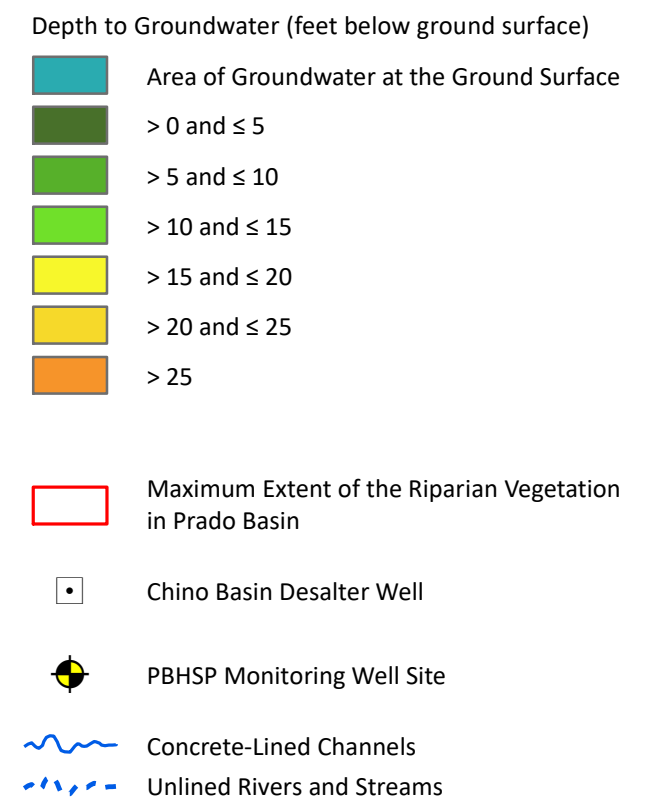 Depth to Groundwater (feet below ground surface)
Area of Groundwater at the Ground Surface
> 0 and ≤ 5
> 5 and ≤ 10
> 10 and ≤ 15
> 15 and ≤ 20
> 20 and ≤ 25
> 25
Maximum Extent of the Riparian Vegetation
in Prado Basin
Chino Basin Desalter Well
PBHSP Monitoring Well Site
Concrete-Lined Channels
Unlined Rivers and Streams